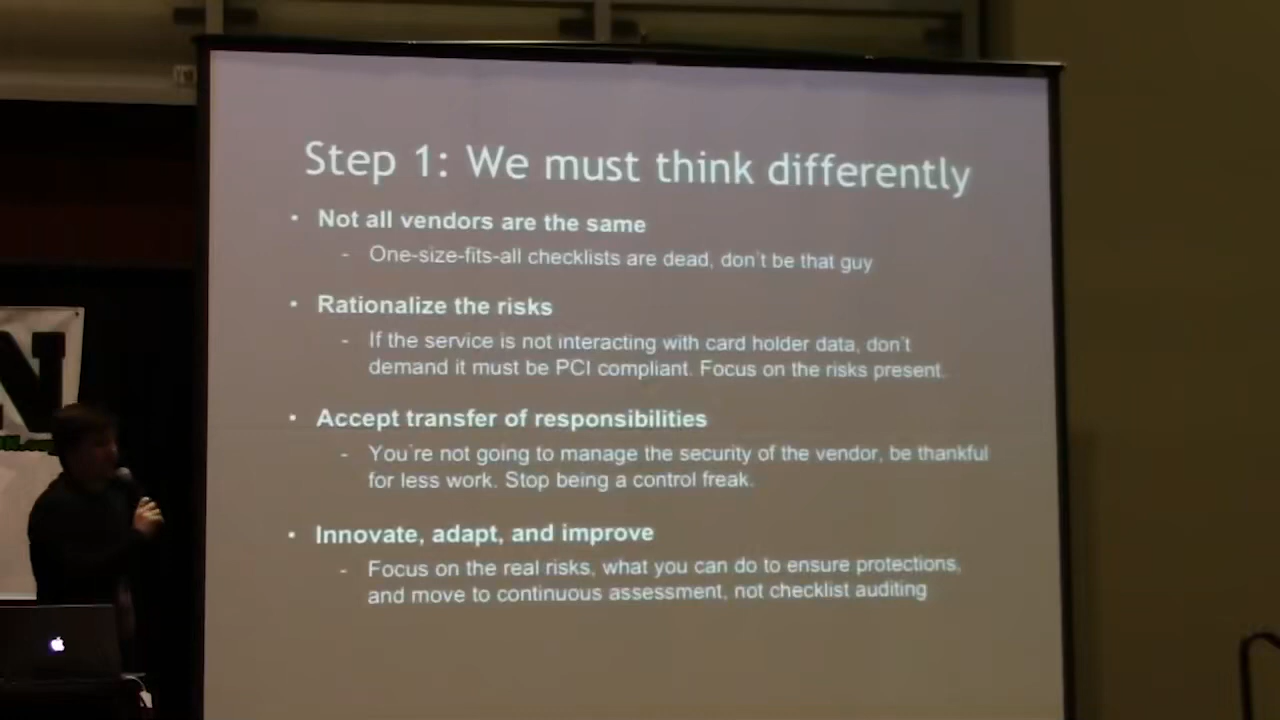 Step 1: We must think differently
• Not all vendors are the same
- One-size-fits-all checklists are dead, don't be that guy
• Rationalize the risks
- If the service is not interacting with card holder data, don't
demand it must be PCI compliant. Focus on the risks present.
• Accept transfer of responsibilities
- You're not going to manage the security of the vendor, be thankful
for less work. Stop being a control freak.
• Innovate, adapt, and improve
- Focus on the real risks, what you can do to ensure protections,
and move to continuous assessment, not checklist auditing
N